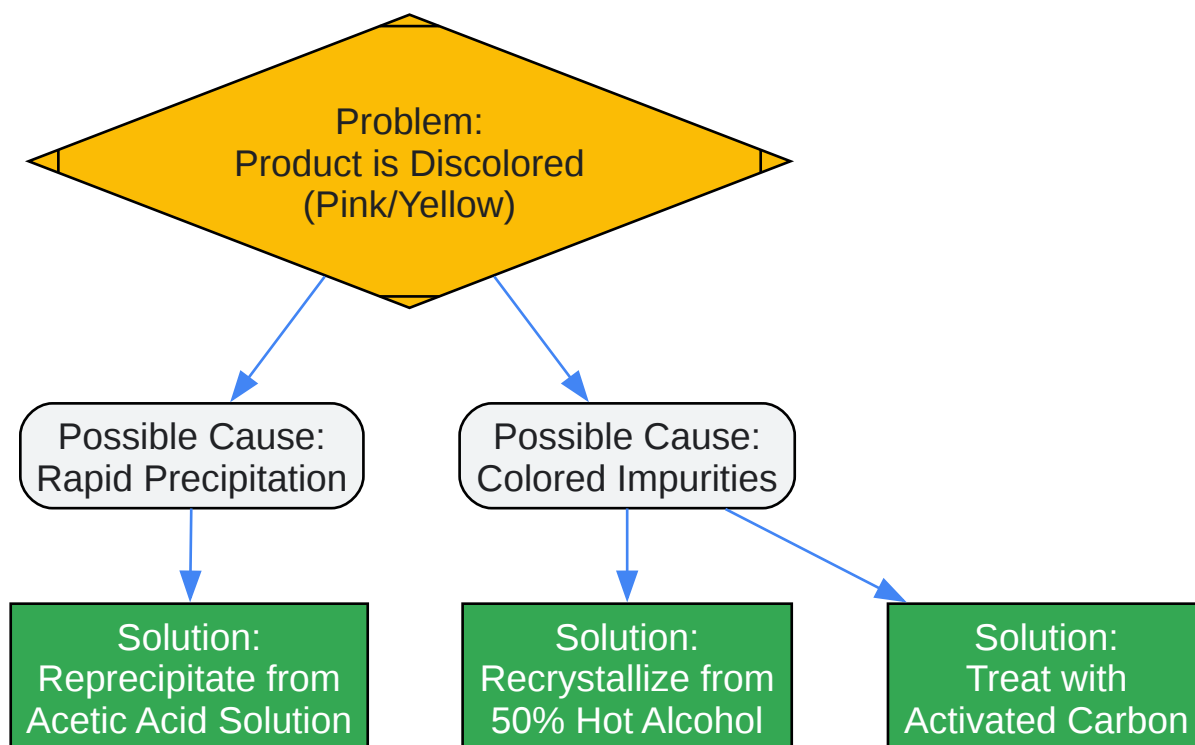 Problem:
Product is Discolored
(Pink/Yellow)
Possible Cause:
Rapid Precipitation
Possible Cause:
Colored Impurities
Solution:
Reprecipitate from
Acetic Acid Solution
Solution:
Recrystallize from
50% Hot Alcohol
Solution:
Treat with
Activated Carbon